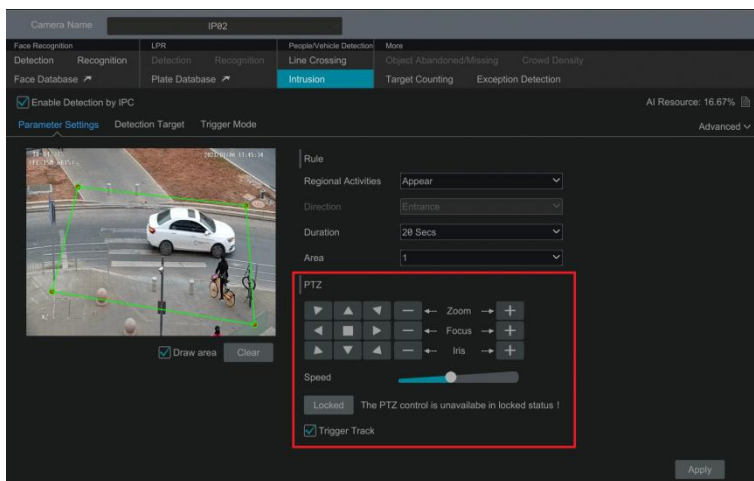 Camera Name IP02
Face Recognition LPR People/Vehicle Detection More
Detection Recognition Detection Recognition Line Crossing Object Abandoned/Missing Crowd Density
Face Database Plate Database Intrusion Target Counting Exception Detection
Enable Detection by IPC AI Resource: 16.67%
Parameter Settings Detection Target Trigger Mode Advanced
Rule
Regional Activities Appear
Direction Entrance
Duration 20 Secs
Area 1
PTZ
Zoom
Focus
Iris
Draw area Clear
Speed
Locked The PTZ control is unavailabe in locked status !
Trigger Track
Apply